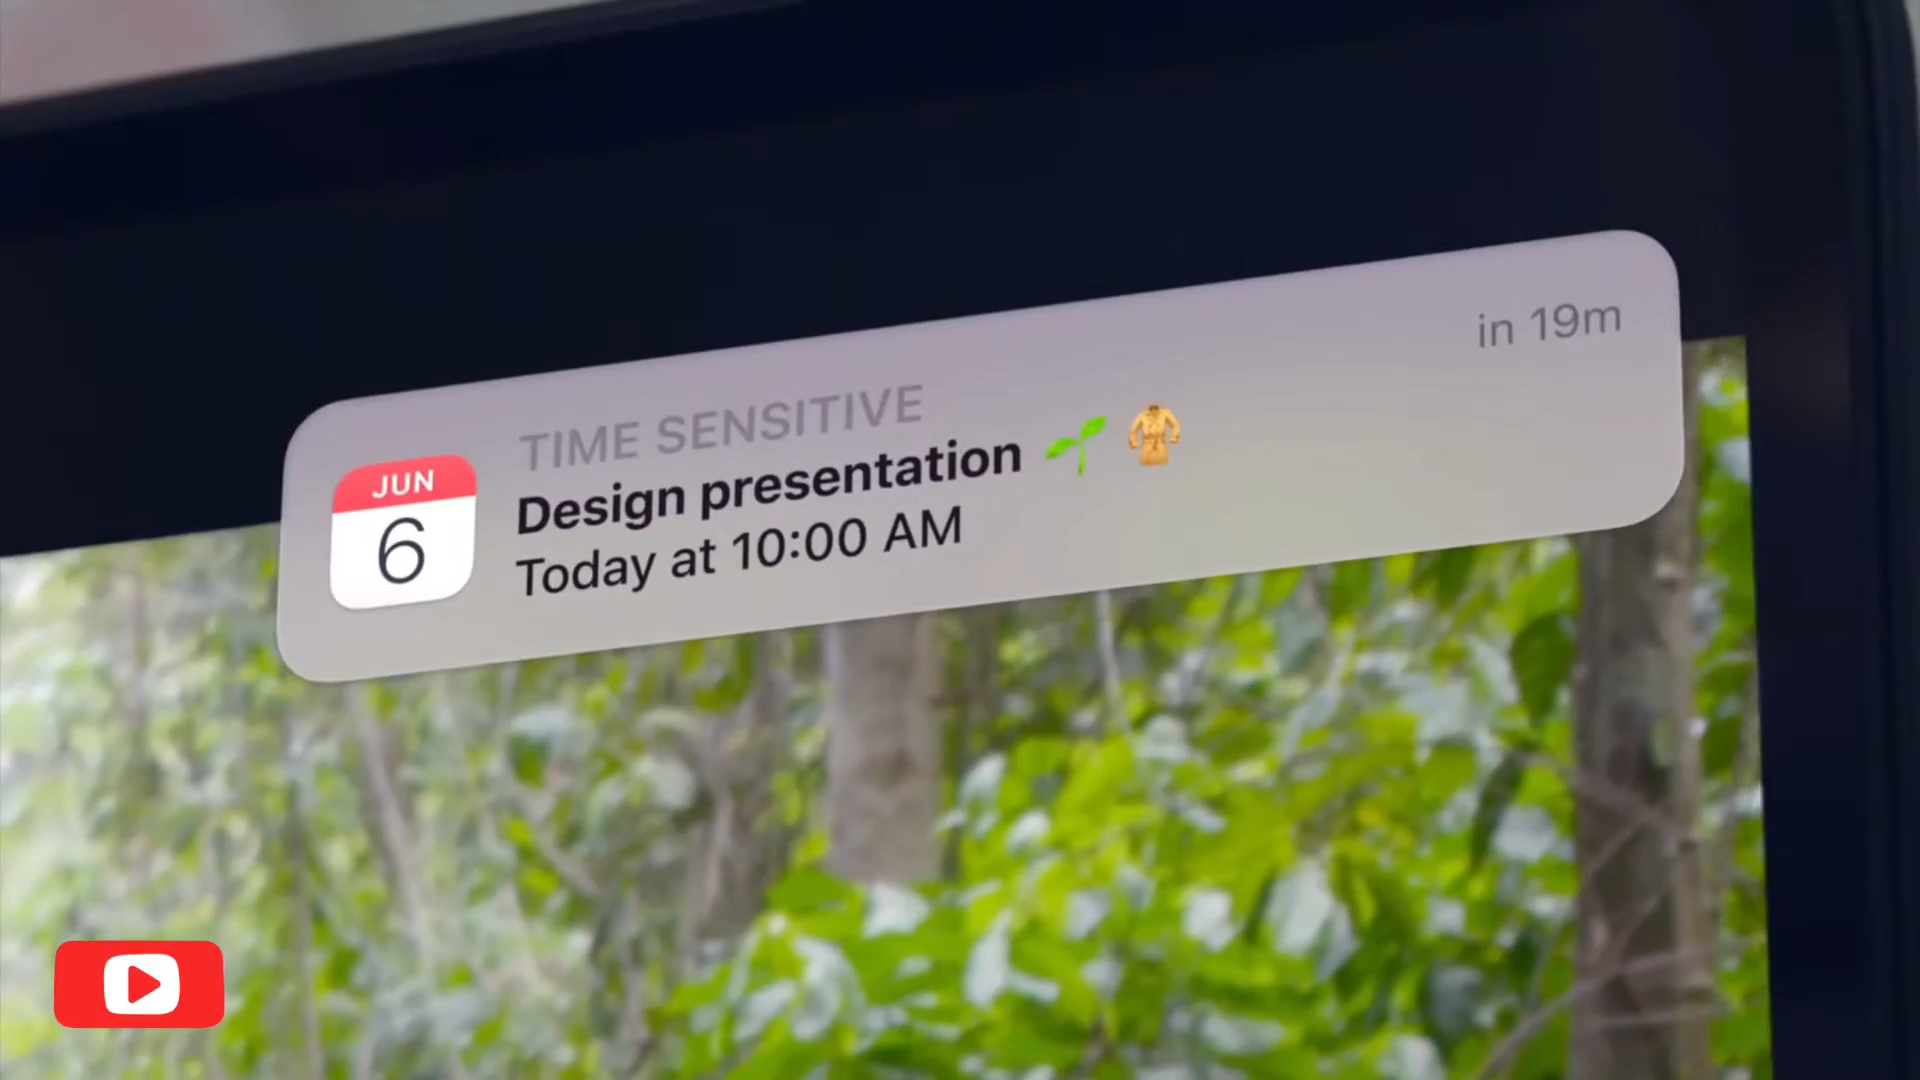 in 19m
TIME SENSITIVE
Design presentation 🌱 🧥
Today at 10:00 AM
JUN
6